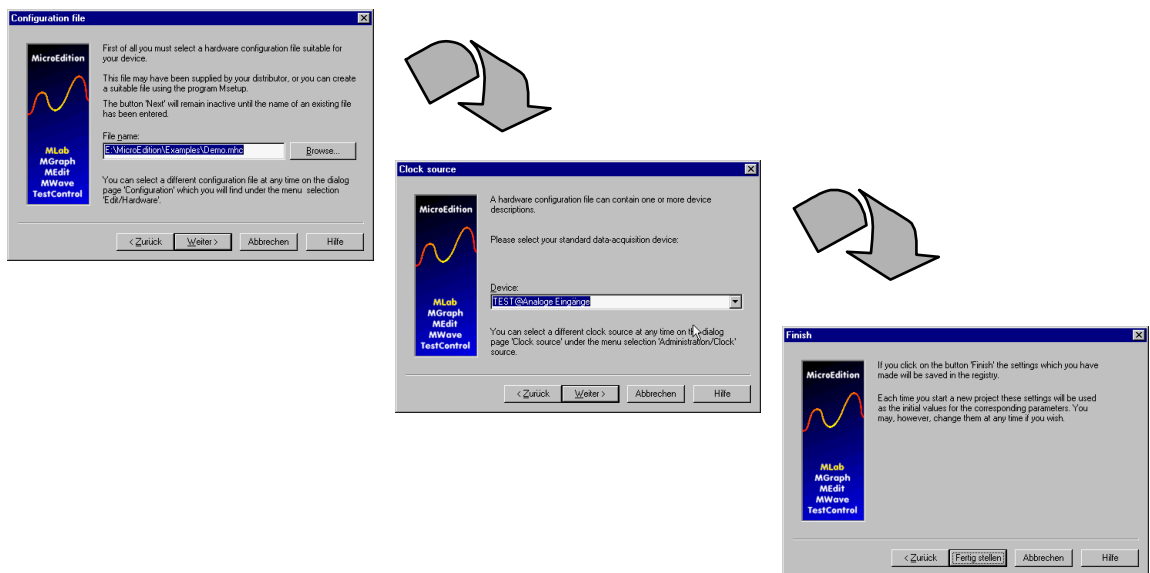 Configuration file
MicroEdition
MLab
MGraph
MEdit
MWave
TestControl
First of all you must select a hardware configuration file suitable for
your device.
This file may have been supplied by your distributor, or you can create
a suitable file using the program Msetup.
The button 'Next' will remain inactive until the name of an existing file
has been entered.
File name:
E:\MicroEdition\Examples\Demo.mhc
Browse...
You can select a different configuration file at any time on the dialog
page 'Configuration' which you will find under the menu selection
'Edit/Hardware'.
< Zurück Weiter > Abbrechen Hilfe
Clock source
MicroEdition
MLab
MGraph
MEdit
MWave
TestControl
A hardware configuration file can contain one or more device
descriptions.
Please select your standard data-acquisition device:
Device:
TEST@Analoge Eingänge
You can select a different clock source at any time on the dialog
page 'Clock source' under the menu selection 'Administration/Clock'
source.
< Zurück Weiter > Abbrechen Hilfe
Finish
MicroEdition
MLab
MGraph
MEdit
MWave
TestControl
If you click on the button 'Finish' the settings which you have
made will be saved in the registry.
Each time you start a new project these settings will be used
as the initial values for the corresponding parameters. You
may, however, change them at any time if you wish.
< Zurück Fertig stellen Abbrechen Hilfe